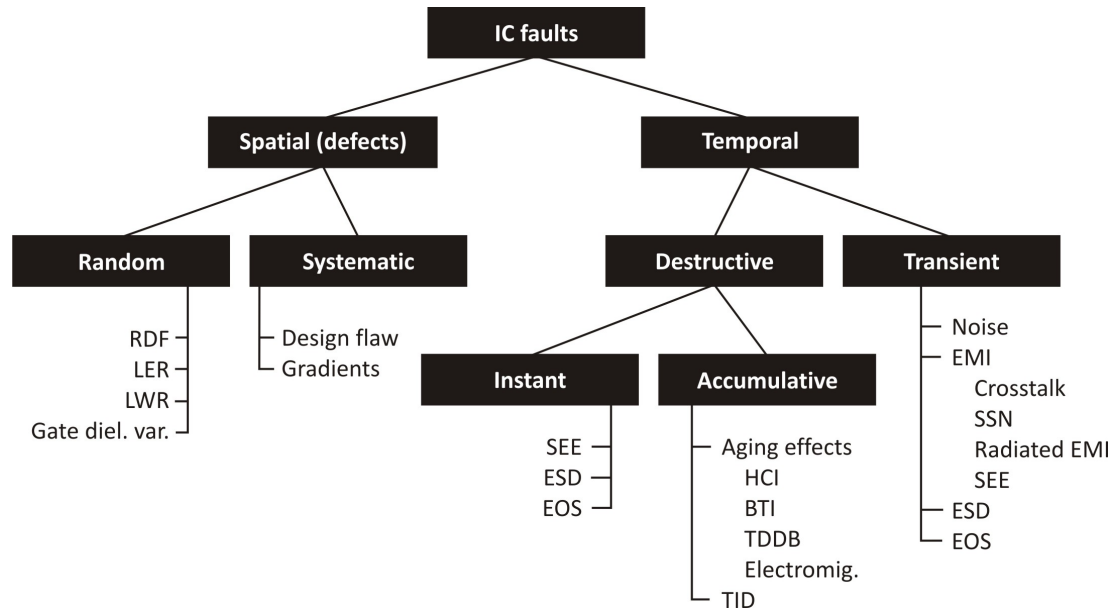 IC faults
Spatial (defects)
Temporal
Random
Systematic
Destructive
Transient
RDF
LER
LWR
Gate diel. var.
Design flaw
Gradients
Instant
Accumulative
SEE
ESD
EOS
Aging effects
HCI
BTI
TDDB
Electromig.
TID
Noise
EMI
Crosstalk
SSN
Radiated EMI
SEE
ESD
EOS